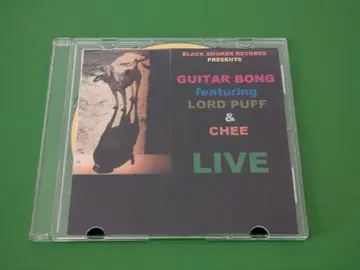 BLACK SMOKER RECORDS
PRESENTS
GUITAR BONG
featuring
LORD PUFF
&
CHEE
LIVE